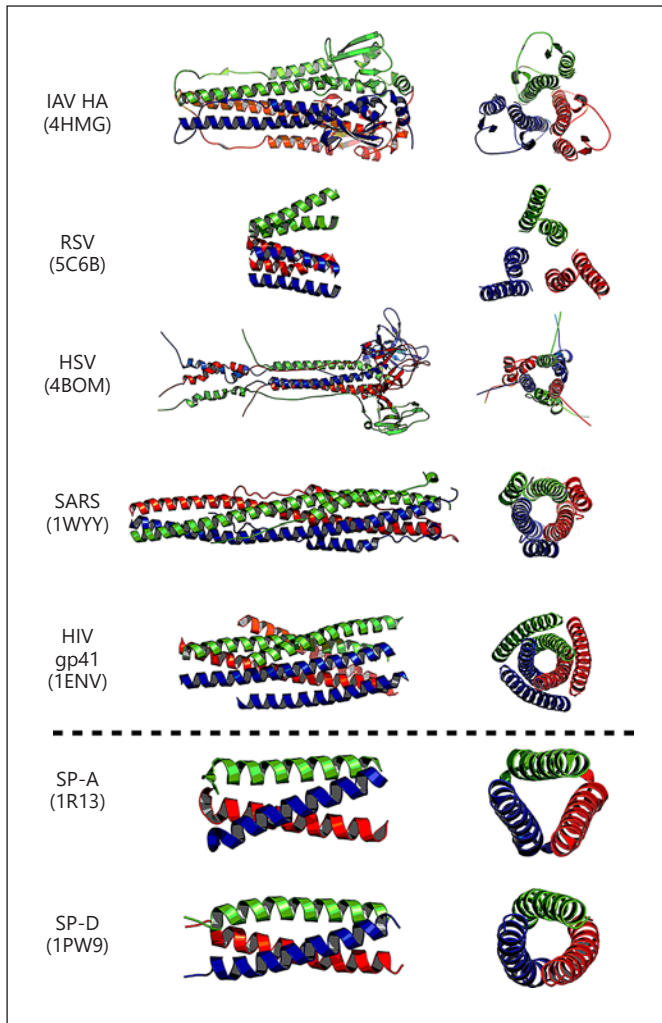 IAV HA
(4HMG)
RSV
(5C6B)
HSV
(4BOM)
SARS
(1WYY)
HIV
gp41
(1ENV)
SP-A
(1R13)
SP-D
(1PW9)